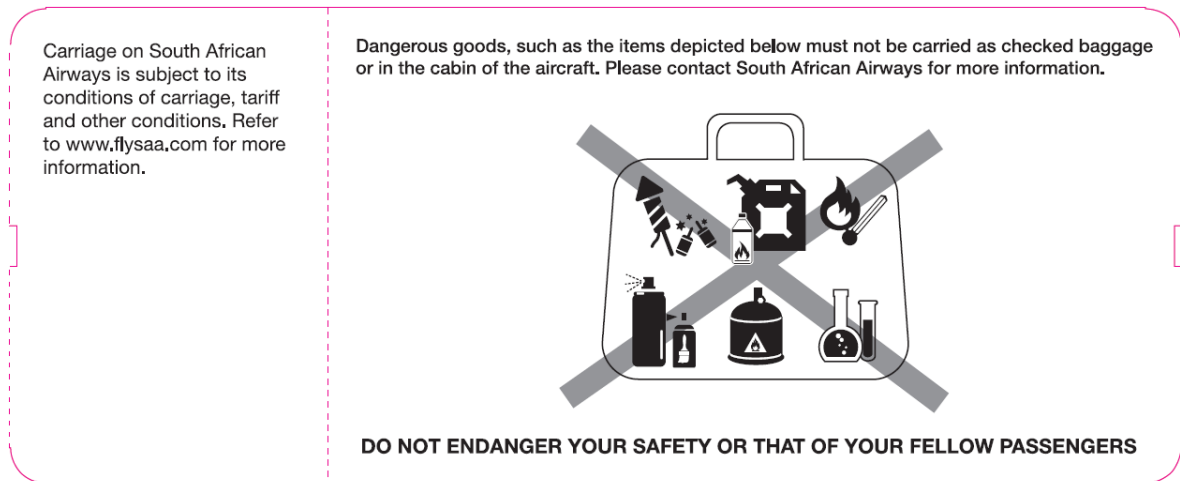 Carriage on South African
Airways is subject to its
conditions of carriage, tariff
and other conditions. Refer
to www.flysaa.com for more
information.
Dangerous goods, such as the items depicted below must not be carried as checked baggage
or in the cabin of the aircraft. Please contact South African Airways for more information.
DO NOT ENDANGER YOUR SAFETY OR THAT OF YOUR FELLOW PASSENGERS